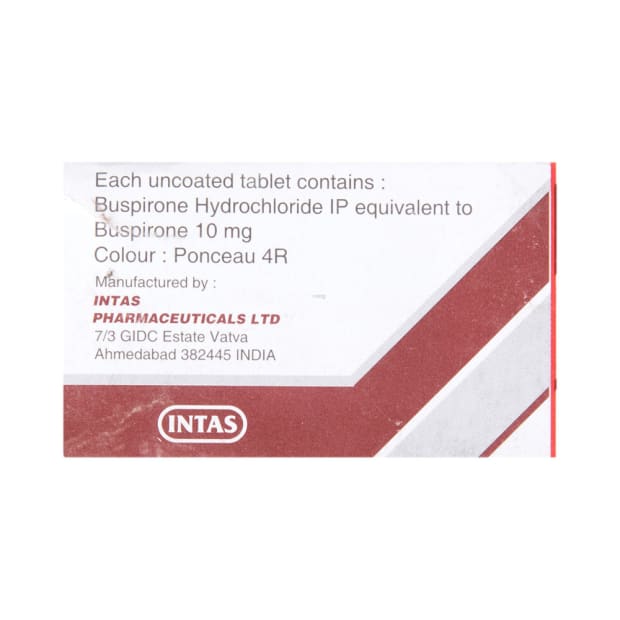 Each uncoated tablet contains :
Buspirone Hydrochloride IP equivalent to
Buspirone 10 mg
Colour : Ponceau 4R
Manufactured by :
INTAS
PHARMACEUTICALS LTD
7/3 GIDC Estate Vatva
Ahmedabad 382445 INDIA
INTAS